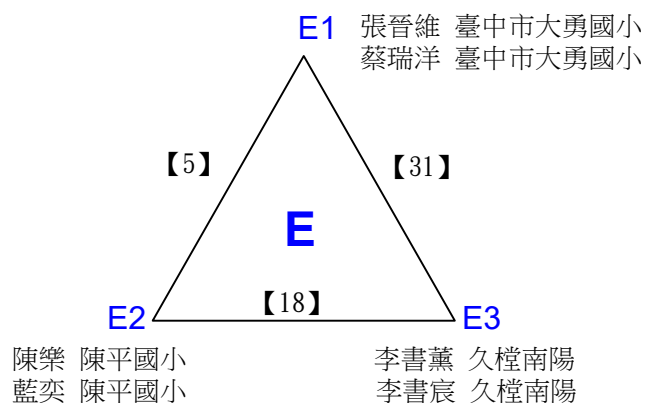 E1 張晉維 臺中市大勇國小
蔡瑞洋 臺中市大勇國小
【5】 【31】
E
【18】
E2 E3
陳樂 陳平國小 李書薰 久樘南陽
藍奕 陳平國小 李書宸 久樘南陽